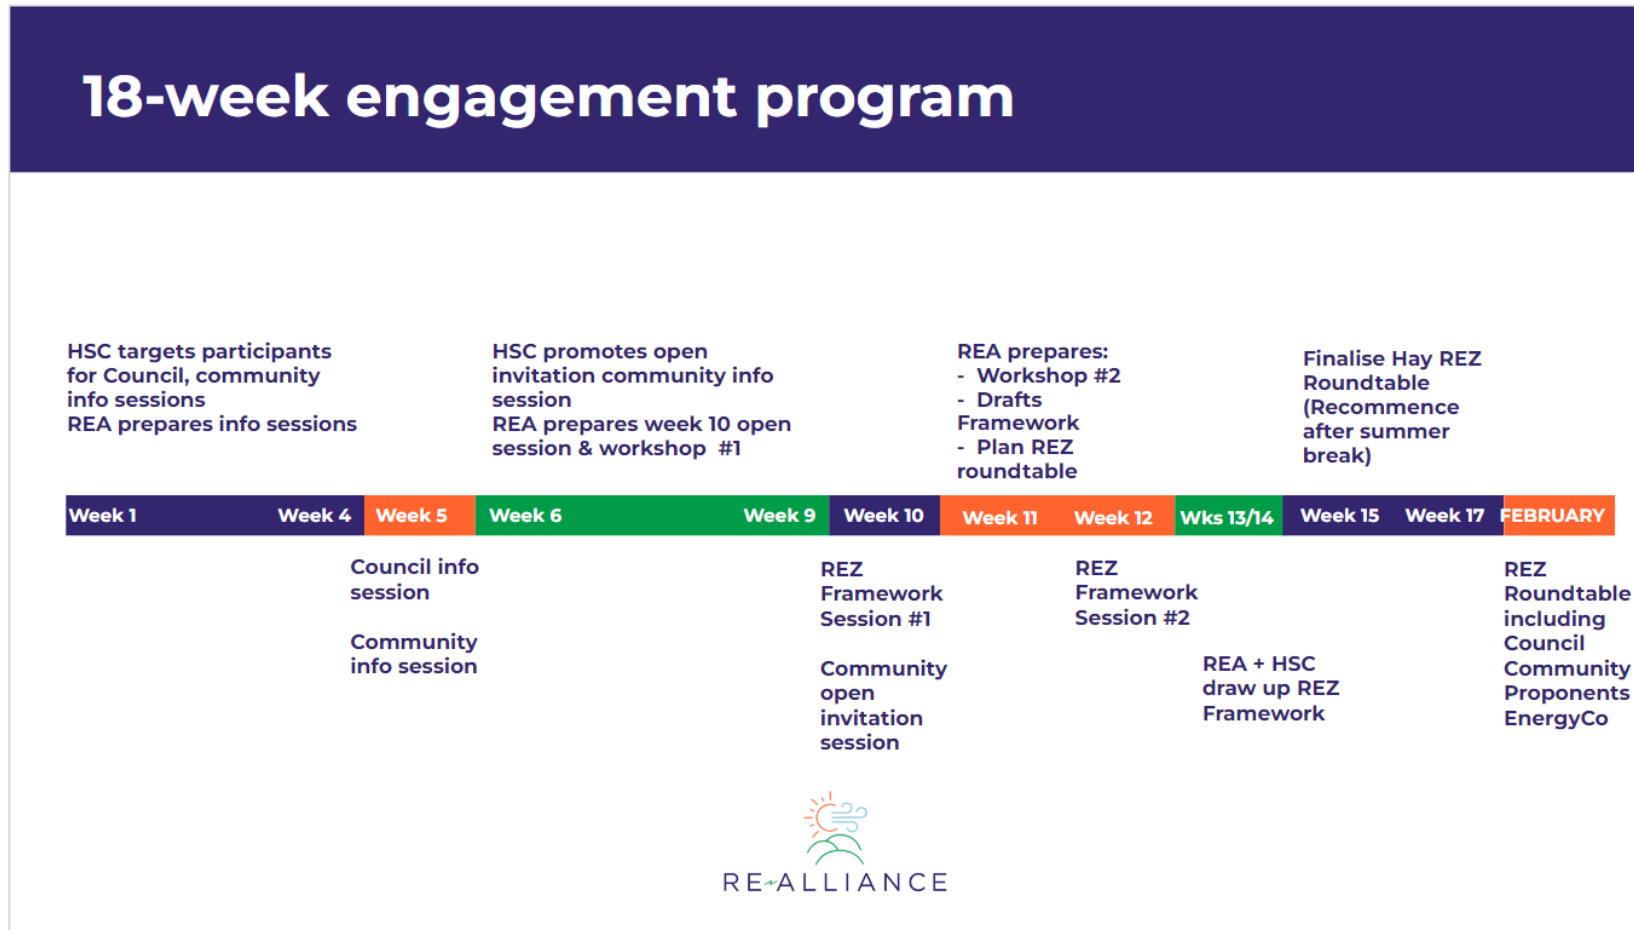 18-week engagement program
HSC targets participants
for Council, community
info sessions
REA prepares info sessions
HSC promotes open
invitation community info
session
REA prepares week 10 open
session & workshop #1
REA prepares:
- Workshop #2
- Drafts
Framework
- Plan REZ
roundtable
Finalise Hay REZ
Roundtable
(Recommence
after summer
break)
Week 1
Week 4
Week 5
Week 6
Week 9
Week 10
Week 11
Week 12
Wks 13/14
Week 15
Week 17
FEBRUARY
Council info
session
Community
info session
REZ
Framework
Session #1
Community
open
invitation
session
REZ
Framework
Session #2
REA + HSC
draw up REZ
Framework
REZ
Roundtable
including
Council
Community
Proponents
EnergyCo
RE-ALLIANCE